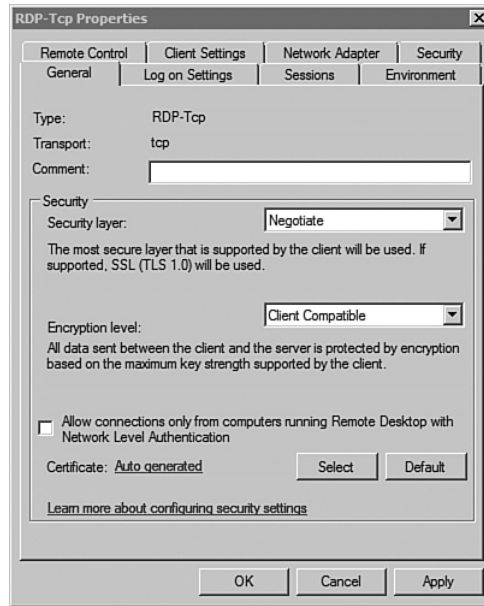 RDP-Tcp Properties
Remote Control Client Settings Network Adapter Security
General Log on Settings Sessions Environment
Type: RDP-Tcp
Transport: tcp
Comment:
Security
Security layer: Negotiate
The most secure layer that is supported by the client will be used. If
supported, SSL (TLS 1.0) will be used.
Encryption level: Client Compatible
All data sent between the client and the server is protected by encryption
based on the maximum key strength supported by the client.
Allow connections only from computers running Remote Desktop with
Network Level Authentication
Certificate: Auto generated Select Default
Learn more about configuring security settings
OK Cancel Apply